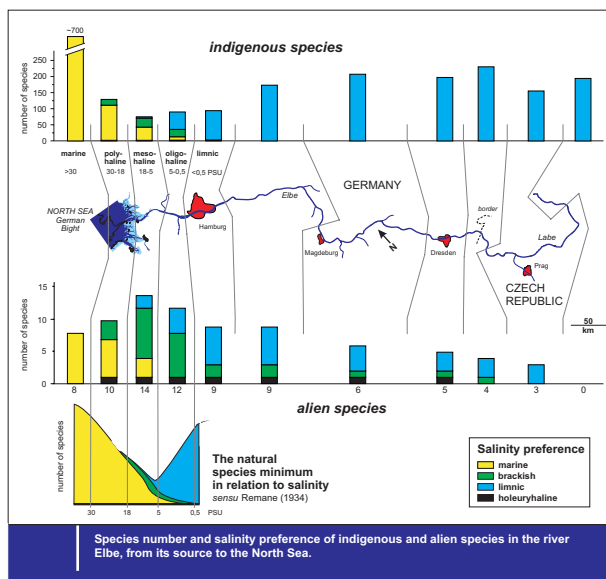 ~700
indigenous species
number of species
250
200
150
100
50
0
marine
poly-
haline
meso-
haline
oligo-
haline
limnic
>30
30-18
18-5
5-0,5
<0,5 PSU
NORTH SEA
German
Bight
Hamburg
Elbe
GERMANY
Magdeburg
N
Dresden
border
Labe
Prag
CZECH
REPUBLIC
50
km
number of species
15
10
5
0
8
10
14
12
9
9
6
5
4
3
0
alien species
number of species
The natural
species minimum
in relation to salinity
sensu Remane (1934)
30
18
5
0,5
PSU
Salinity preference
marine
brackish
limnic
holeuryhaline
Species number and salinity preference of indigenous and alien species in the river
Elbe, from its source to the North Sea.